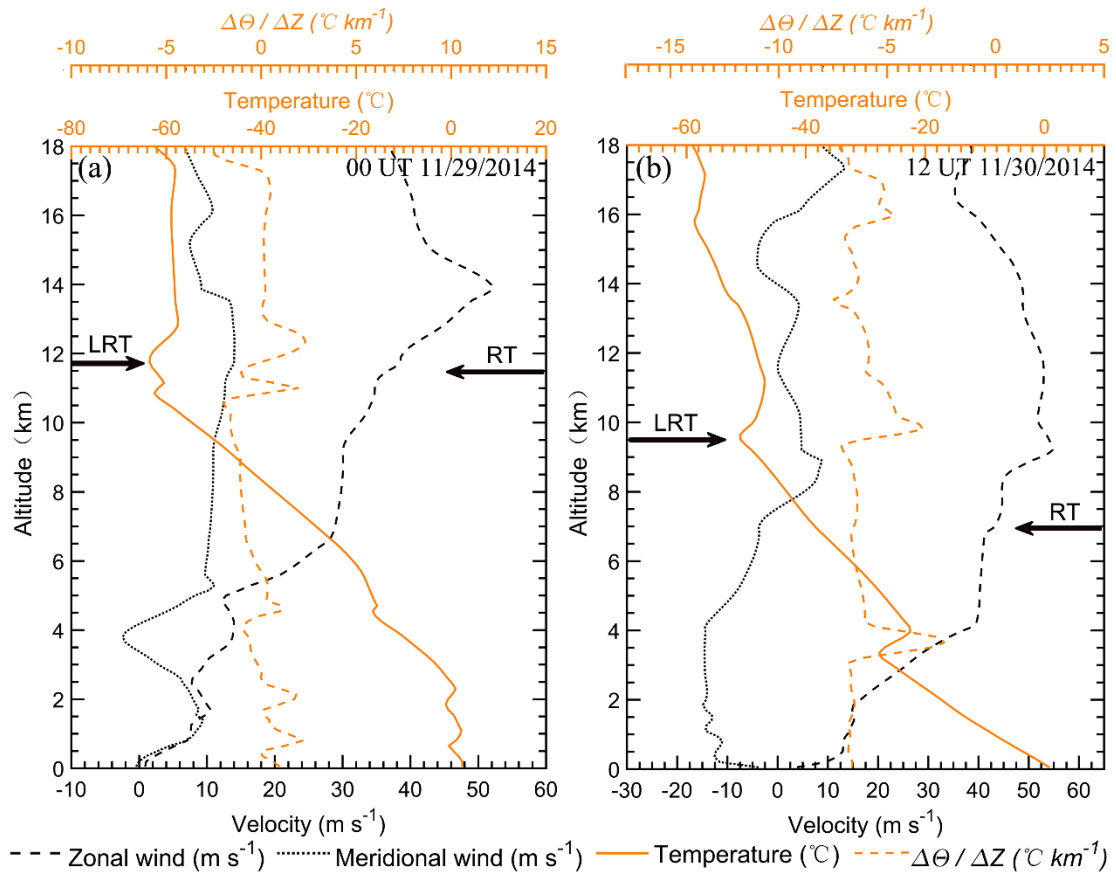 ΔΘ / ΔZ (℃ km⁻¹) ΔΘ / ΔZ (℃ km⁻¹)
-10 -5 0 5 10 15 -15 -10 -5 0 5
Temperature (℃) Temperature (℃)
-80 -60 -40 -20 0 20 -60 -40 -20 0
18 (a) 00 UT 11/29/2014 18 (b) 12 UT 11/30/2014
16 16
14 14
12 LRT RT 12
10 10 LRT
8 8
6 6 RT
4 4
2 2
0 0
Altitude（km） Altitude（km）
-10 0 10 20 30 40 50 60 -30 -20 -10 0 10 20 30 40 50 60
Velocity (m s⁻¹) Velocity (m s⁻¹)
Zonal wind (m s⁻¹) Meridional wind (m s⁻¹) Temperature (℃) ΔΘ / ΔZ (℃ km⁻¹)